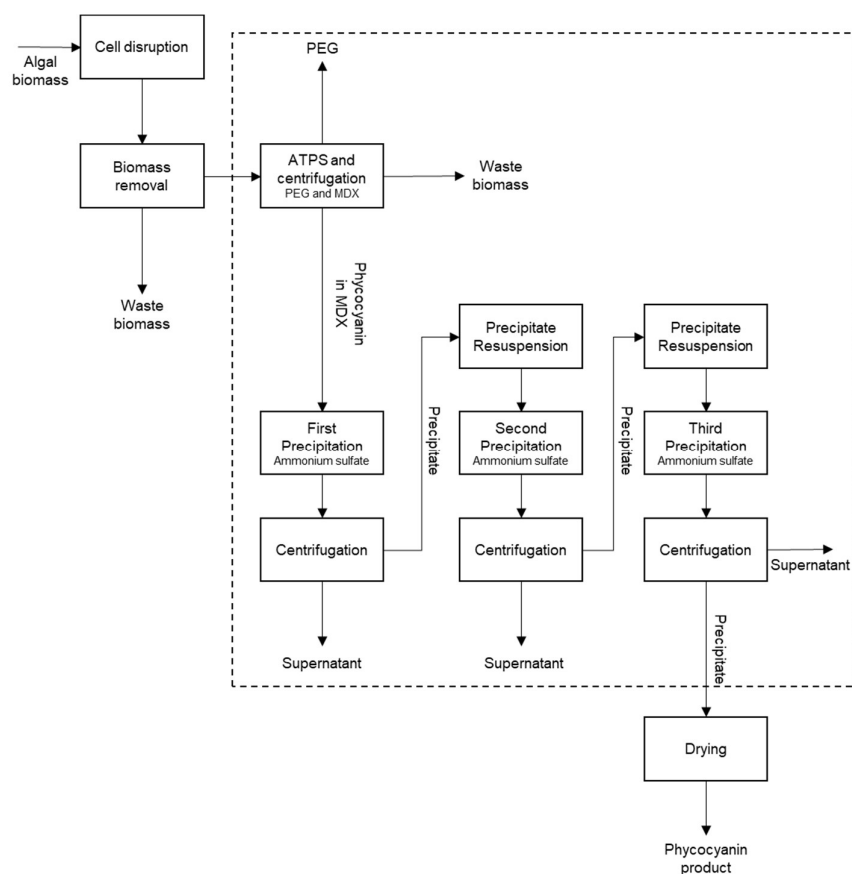 Cell disruption
Algal
biomass
Biomass
removal
Waste
biomass
PEG
ATPS and
centrifugation
PEG and MDX
Waste
biomass
Phycocyanin
in MDX
First
Precipitation
Ammonium sulfate
Centrifugation
Supernatant
Precipitate
Precipitate
Resuspension
Second
Precipitation
Ammonium sulfate
Centrifugation
Supernatant
Precipitate
Precipitate
Resuspension
Third
Precipitation
Ammonium sulfate
Centrifugation
Supernatant
Precipitate
Drying
Phycocyanin
product